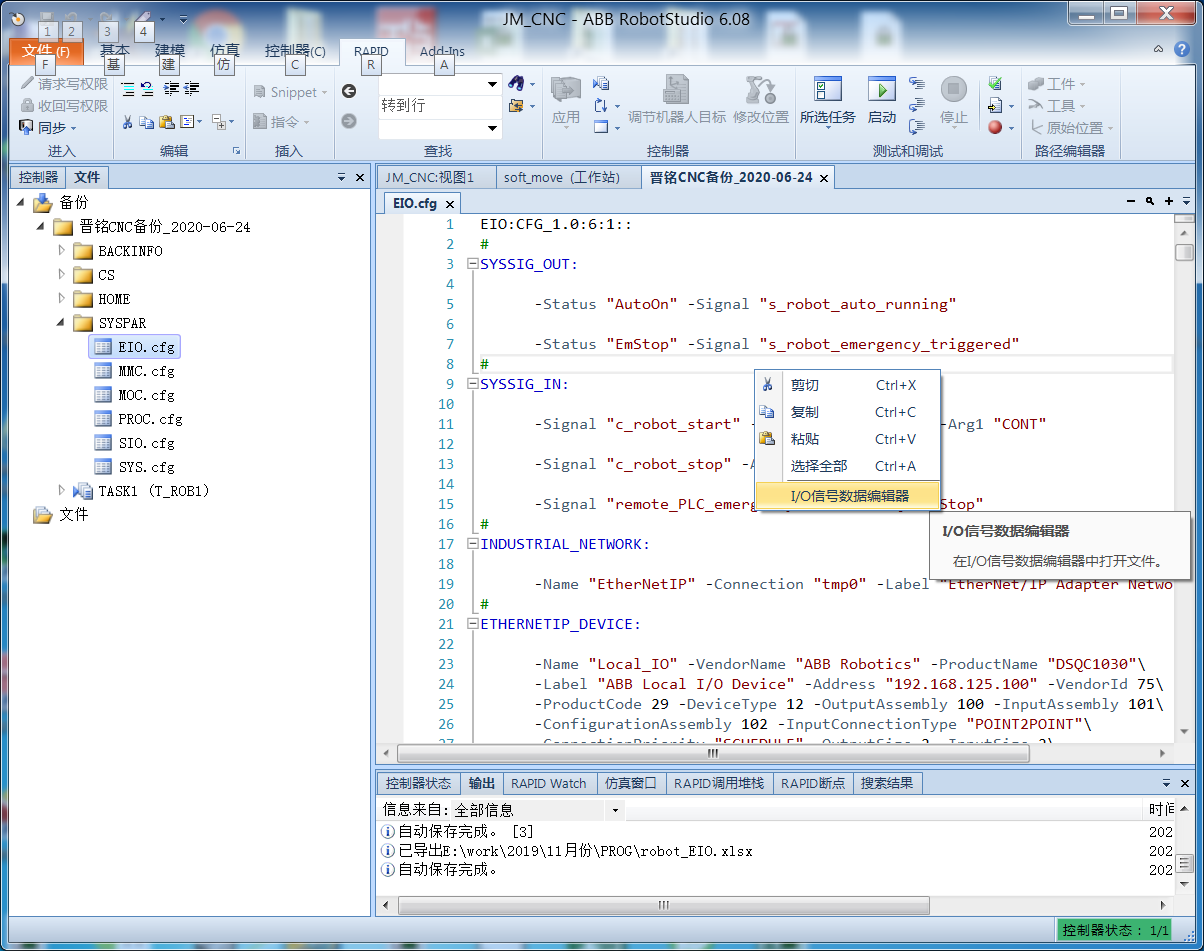 JM_CNC - ABB RobotStudio 6.08
1 2 3 4
文件(F) 基本 建模 仿真 控制器(C) RAPID Add-Ins
F 基 建 仿 C R A
请求写权限
收回写权限
同步
进入
编辑
Snippet
指令
插入
转到行
查找
应用
调节机器人目标
修改位置
控制器
所选任务
启动
停止
测试和调试
工件
工具
原始位置
路径编辑器
控制器 文件
备份
晋铭CNC备份_2020-06-24
BACKINFO
CS
HOME
SYSPAR
EIO.cfg
MMC.cfg
MOC.cfg
PROC.cfg
SIO.cfg
SYS.cfg
TASK1 (T_ROB1)
文件
JM_CNC:视图1 soft_move (工作站) 晋铭CNC备份_2020-06-24
EIO.cfg
1 EIO:CFG_1.0:6:1::
2 #
3 SYSSIG_OUT:
4
5 -Status "AutoOn" -Signal "s_robot_auto_running"
6
7 -Status "EmStop" -Signal "s_robot_emergency_triggered"
8 #
9 SYSSIG_IN:
10
11 -Signal "c_robot_start" - -Arg1 "CONT"
12
13 -Signal "c_robot_stop" -A
14
15 -Signal "remote_PLC_emerg Stop"
16 #
17 INDUSTRIAL_NETWORK:
18
19 -Name "EtherNetIP" -Connection "tmp0" -Label "EtherNet/IP Adapter Netwo
20 #
21 ETHERNETIP_DEVICE:
22
23 -Name "Local_IO" -VendorName "ABB Robotics" -ProductName "DSQC1030"\
24 -Label "ABB Local I/O Device" -Address "192.168.125.100" -VendorId 75\
25 -ProductCode 29 -DeviceType 12 -OutputAssembly 100 -InputAssembly 101\
26 -ConfigurationAssembly 102 -InputConnectionType "POINT2POINT"\
27 -ConnectionPriority "SCHEDULE" -OutputSize 2 -InputSize 2\
剪切 Ctrl+X
复制 Ctrl+C
粘贴 Ctrl+V
选择全部 Ctrl+A
I/O信号数据编辑器
I/O信号数据编辑器
在I/O信号数据编辑器中打开文件。
控制器状态 输出 RAPID Watch 仿真窗口 RAPID调用堆栈 RAPID断点 搜索结果
信息来自: 全部信息 时间
自动保存完成。 [3] 202
已导出E:\work\2019\11月份\PROG\robot_EIO.xlsx 202
自动保存完成。 202
控制器状态: 1/1